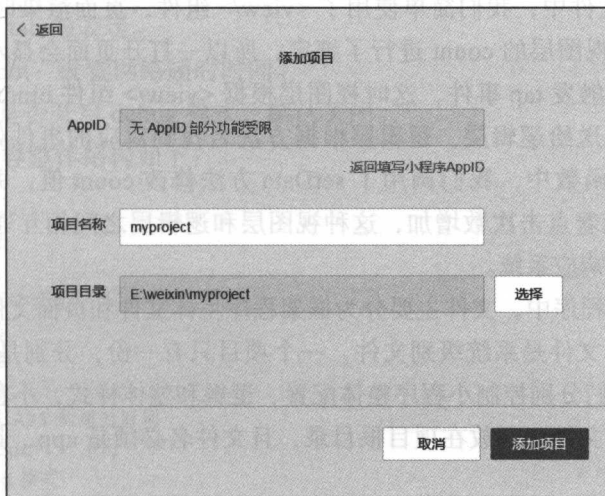 返回
添加项目
AppID 无 AppID 部分功能受限
返回填写小程序AppID
项目名称 myproject
项目目录 E:\weixin\myproject 选择
取消 添加项目